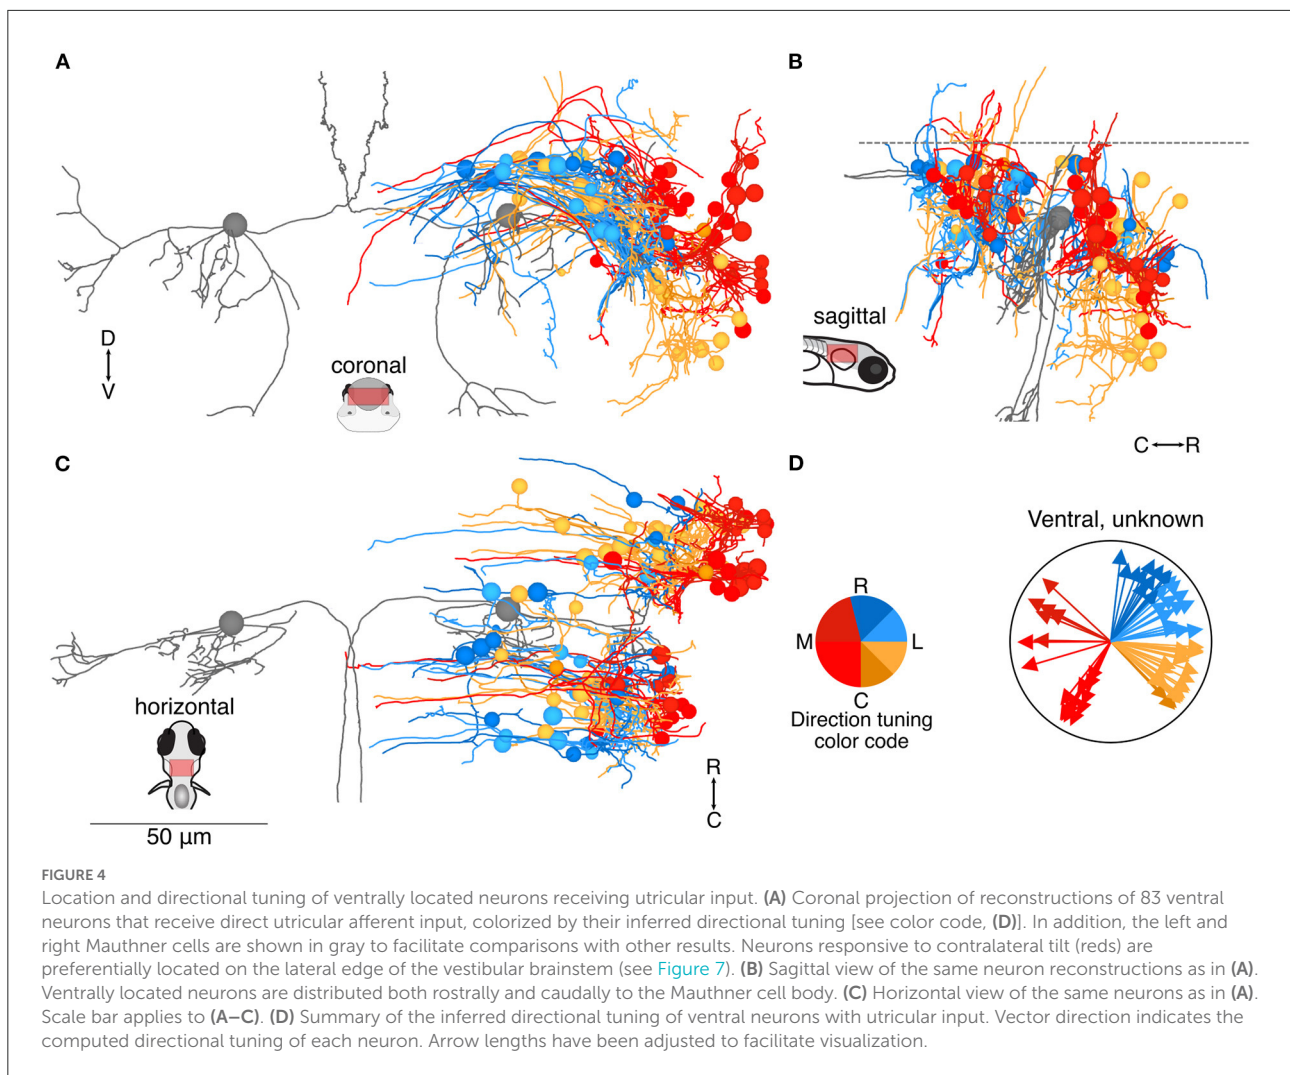 A
B
D
V
coronal
sagittal
C R
C
D
horizontal
50 μm
R
C
Ventral, unknown
R
M L
C
Direction tuning
color code
FIGURE 4
Location and directional tuning of ventrally located neurons receiving utricular input. (A) Coronal projection of reconstructions of 83 ventral
neurons that receive direct utricular afferent input, colorized by their inferred directional tuning [see color code, (D)]. In addition, the left and
right Mauthner cells are shown in gray to facilitate comparisons with other results. Neurons responsive to contralateral tilt (reds) are
preferentially located on the lateral edge of the vestibular brainstem (see Figure 7). (B) Sagittal view of the same neuron reconstructions as in (A).
Ventrally located neurons are distributed both rostrally and caudally to the Mauthner cell body. (C) Horizontal view of the same neurons as in (A).
Scale bar applies to (A–C). (D) Summary of the inferred directional tuning of ventral neurons with utricular input. Vector direction indicates the
computed directional tuning of each neuron. Arrow lengths have been adjusted to facilitate visualization.